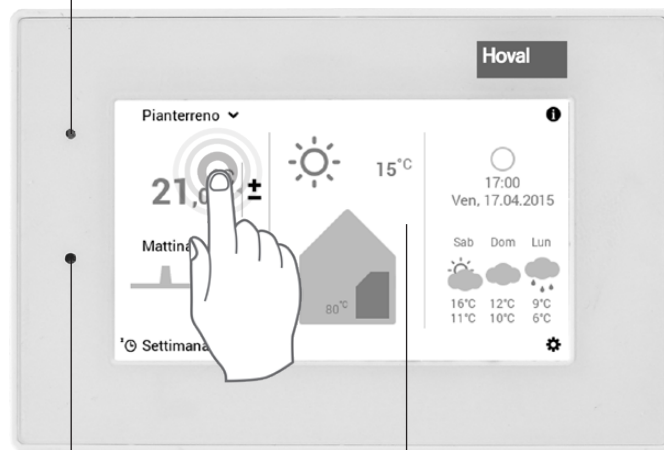 Hoval
Pianterreno
21,0
±
Mattina
¹ Settimana
15°C
80°C
17:00
Ven, 17.04.2015
Sab Dom Lun
16°C 12°C 9°C
11°C 10°C 6°C